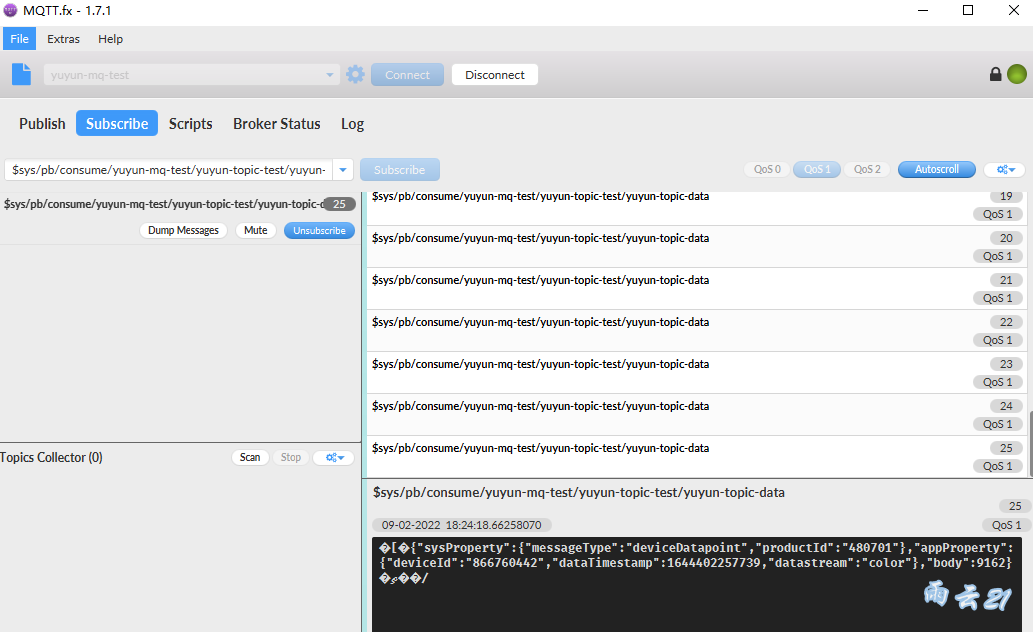 MQTT.fx - 1.7.1
File Extras Help
yuyun-mq-test Connect Disconnect
Publish Subscribe Scripts Broker Status Log
$sys/pb/consume/yuyun-mq-test/yuyun-topic-test/yuyun- Subscribe QoS 0 QoS 1 QoS 2 Autoscroll
$sys/pb/consume/yuyun-mq-test/yuyun-topic-test/yuyun-topic-d 25
Dump Messages Mute Unsubscribe
$sys/pb/consume/yuyun-mq-test/yuyun-topic-test/yuyun-topic-data 19
QoS 1
$sys/pb/consume/yuyun-mq-test/yuyun-topic-test/yuyun-topic-data 20
QoS 1
$sys/pb/consume/yuyun-mq-test/yuyun-topic-test/yuyun-topic-data 21
QoS 1
$sys/pb/consume/yuyun-mq-test/yuyun-topic-test/yuyun-topic-data 22
QoS 1
$sys/pb/consume/yuyun-mq-test/yuyun-topic-test/yuyun-topic-data 23
QoS 1
$sys/pb/consume/yuyun-mq-test/yuyun-topic-test/yuyun-topic-data 24
QoS 1
$sys/pb/consume/yuyun-mq-test/yuyun-topic-test/yuyun-topic-data 25
QoS 1
Topics Collector (0) Scan Stop
$sys/pb/consume/yuyun-mq-test/yuyun-topic-test/yuyun-topic-data
25
09-02-2022 18:24:18.66258070 QoS 1
�[�{"sysProperty":{"messageType":"deviceDatapoint","productId":"480701"},"appProperty":
{"deviceId":"866760442","dataTimestamp":1644402257739,"datastream":"color"},"body":9162}
��/
雨云21